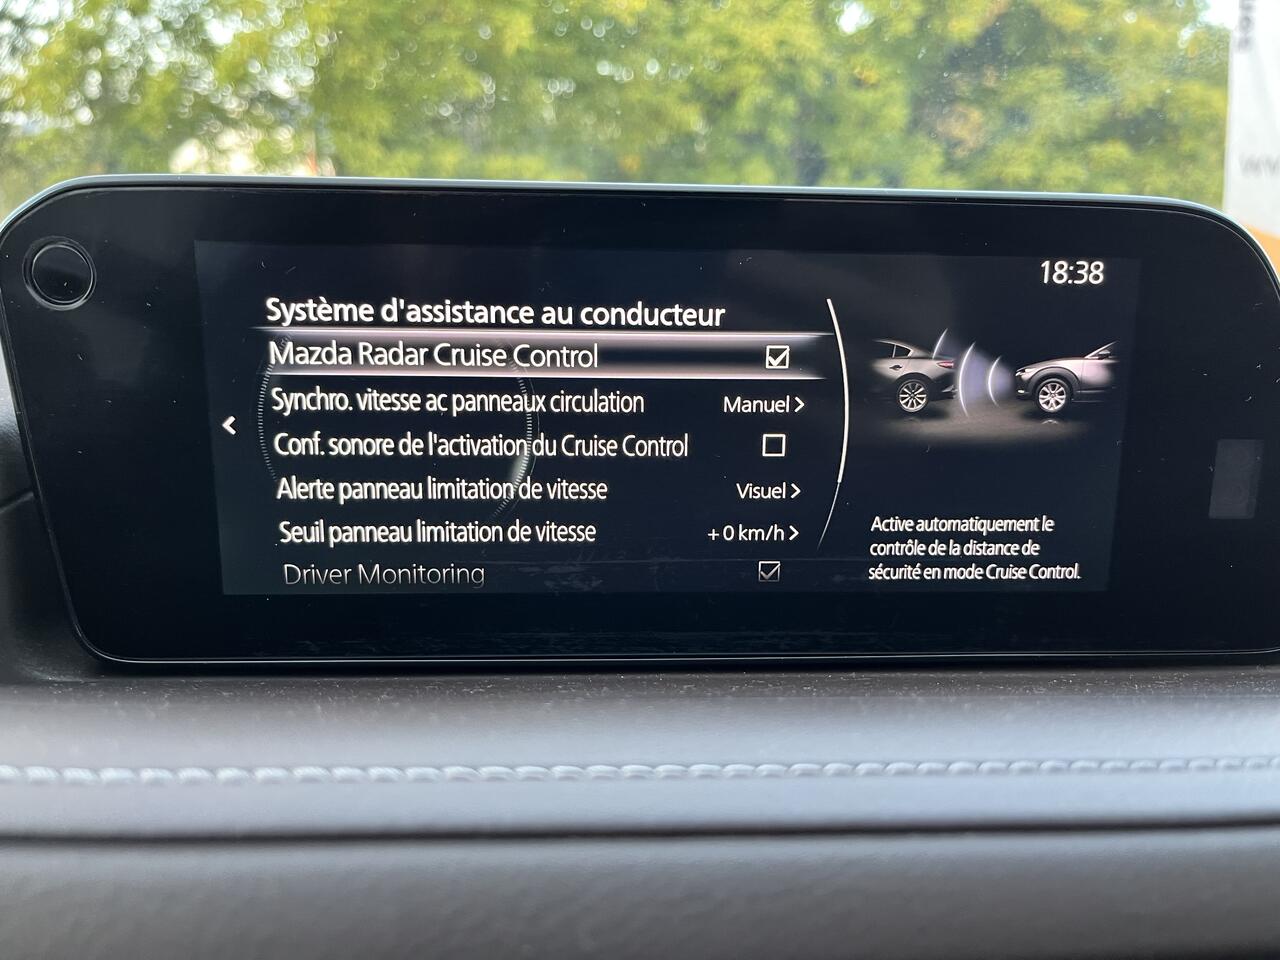 18:38
Système d'assistance au conducteur
Mazda Radar Cruise Control
Synchro. vitesse ac panneaux circulation Manuel >
Conf. sonore de l'activation du Cruise Control
Alerte panneau limitation de vitesse Visuel >
Seuil panneau limitation de vitesse +0 km/h >
Driver Monitoring
Active automatiquement le
contrôle de la distance de
sécurité en mode Cruise Control.